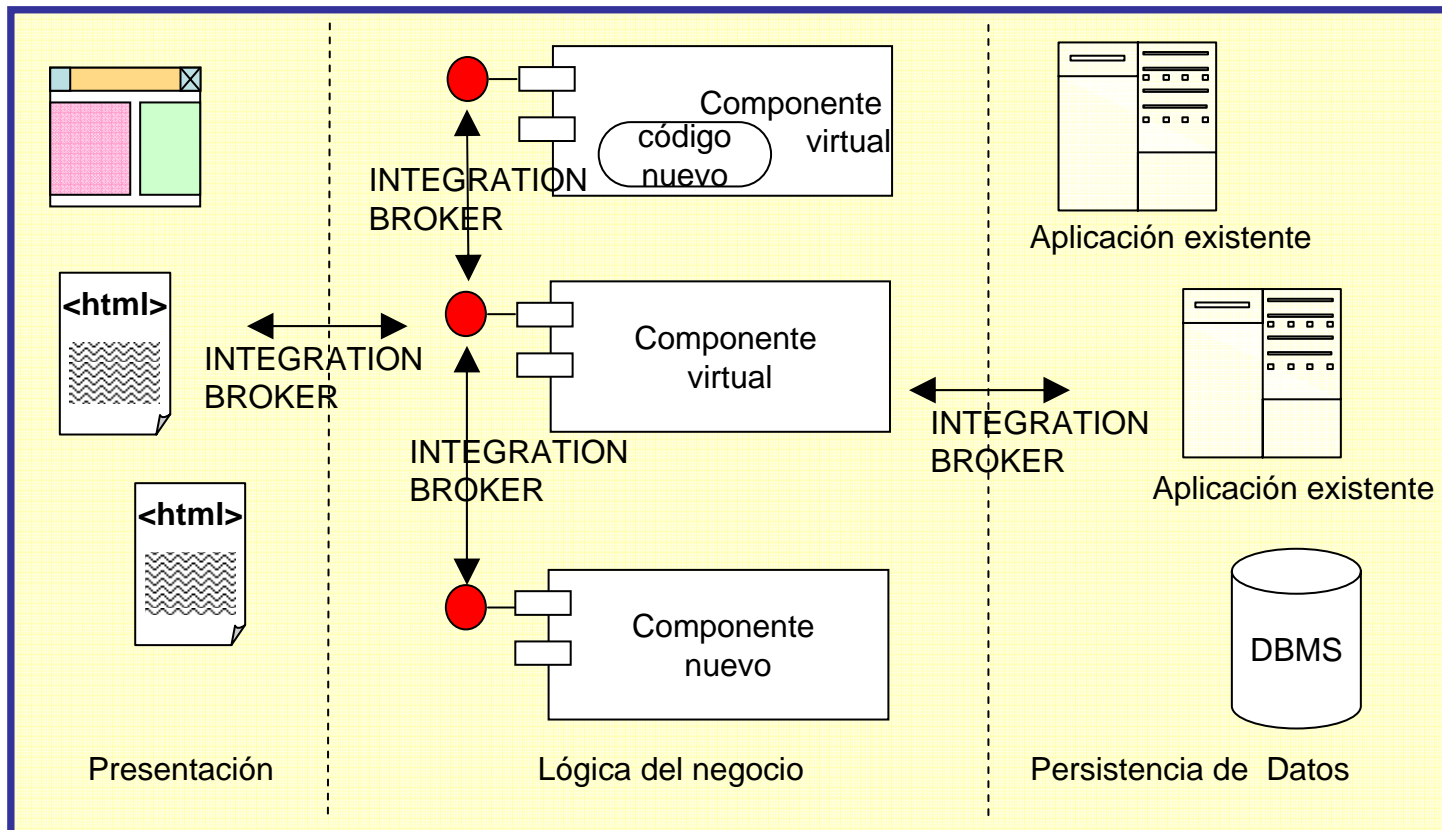 Componente
virtual
código
nuevo
INTEGRATION
BROKER
Aplicación existente
<html>
INTEGRATION
BROKER
Componente
virtual
INTEGRATION
BROKER
INTEGRATION
BROKER
Aplicación existente
<html>
Componente
nuevo
DBMS
Presentación
Lógica del negocio
Persistencia de Datos